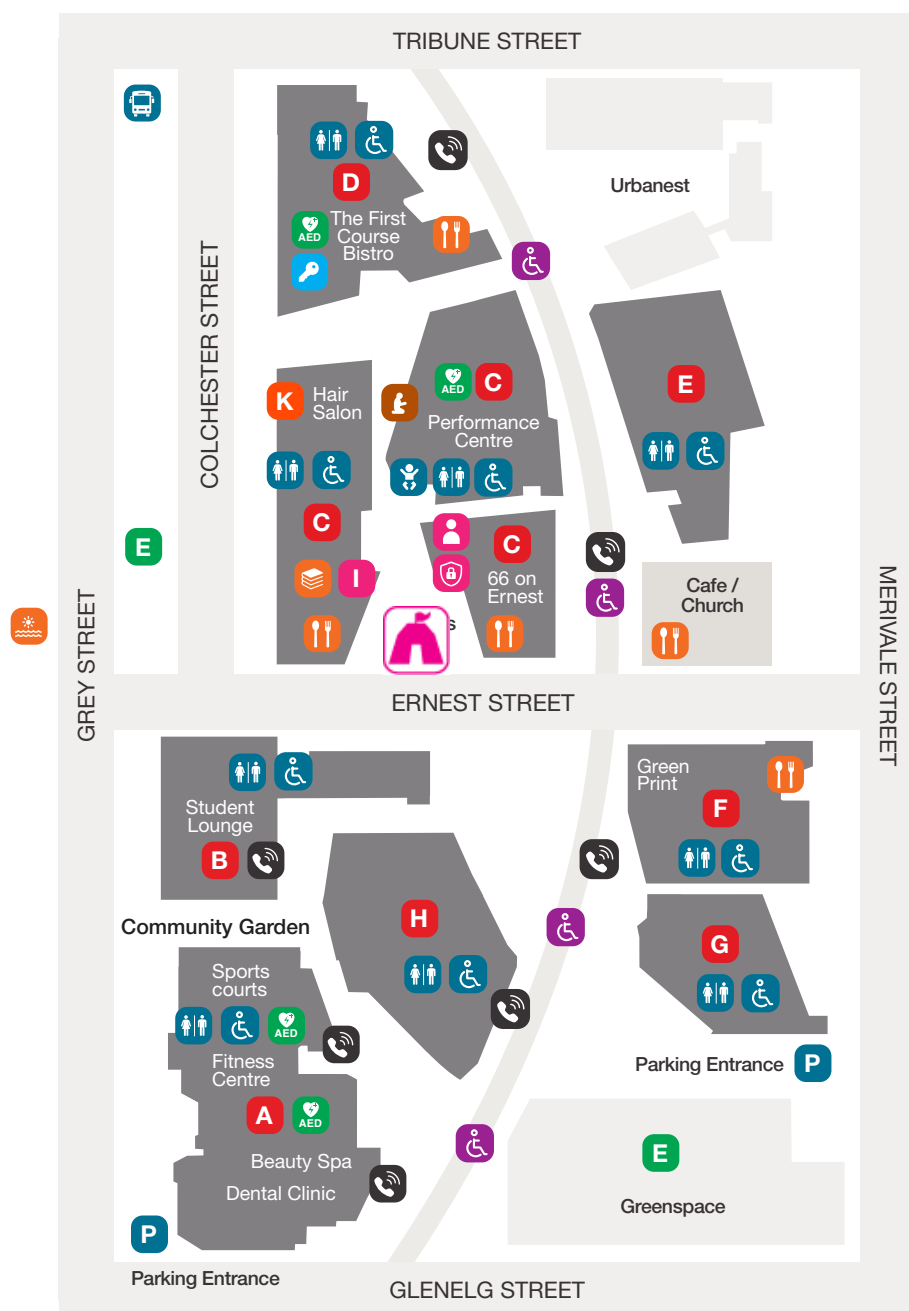 TRIBUNE STREET
Urbanest
D
AED
The First
Course
Bistro
COLCHESTER STREET
E
K
Hair
Salon
AED
C
Performance
Centre
E
C
I
C
66 on
Ernest
s
Cafe /
Church
GREY STREET
MERIVALE STREET
ERNEST STREET
Student
Lounge
B
Green
Print
F
Community Garden
H
G
Sports
courts
AED
Fitness
Centre
A
AED
Beauty Spa
Dental Clinic
Parking Entrance
P
E
Greenspace
P
Parking Entrance
GLENELG STREET